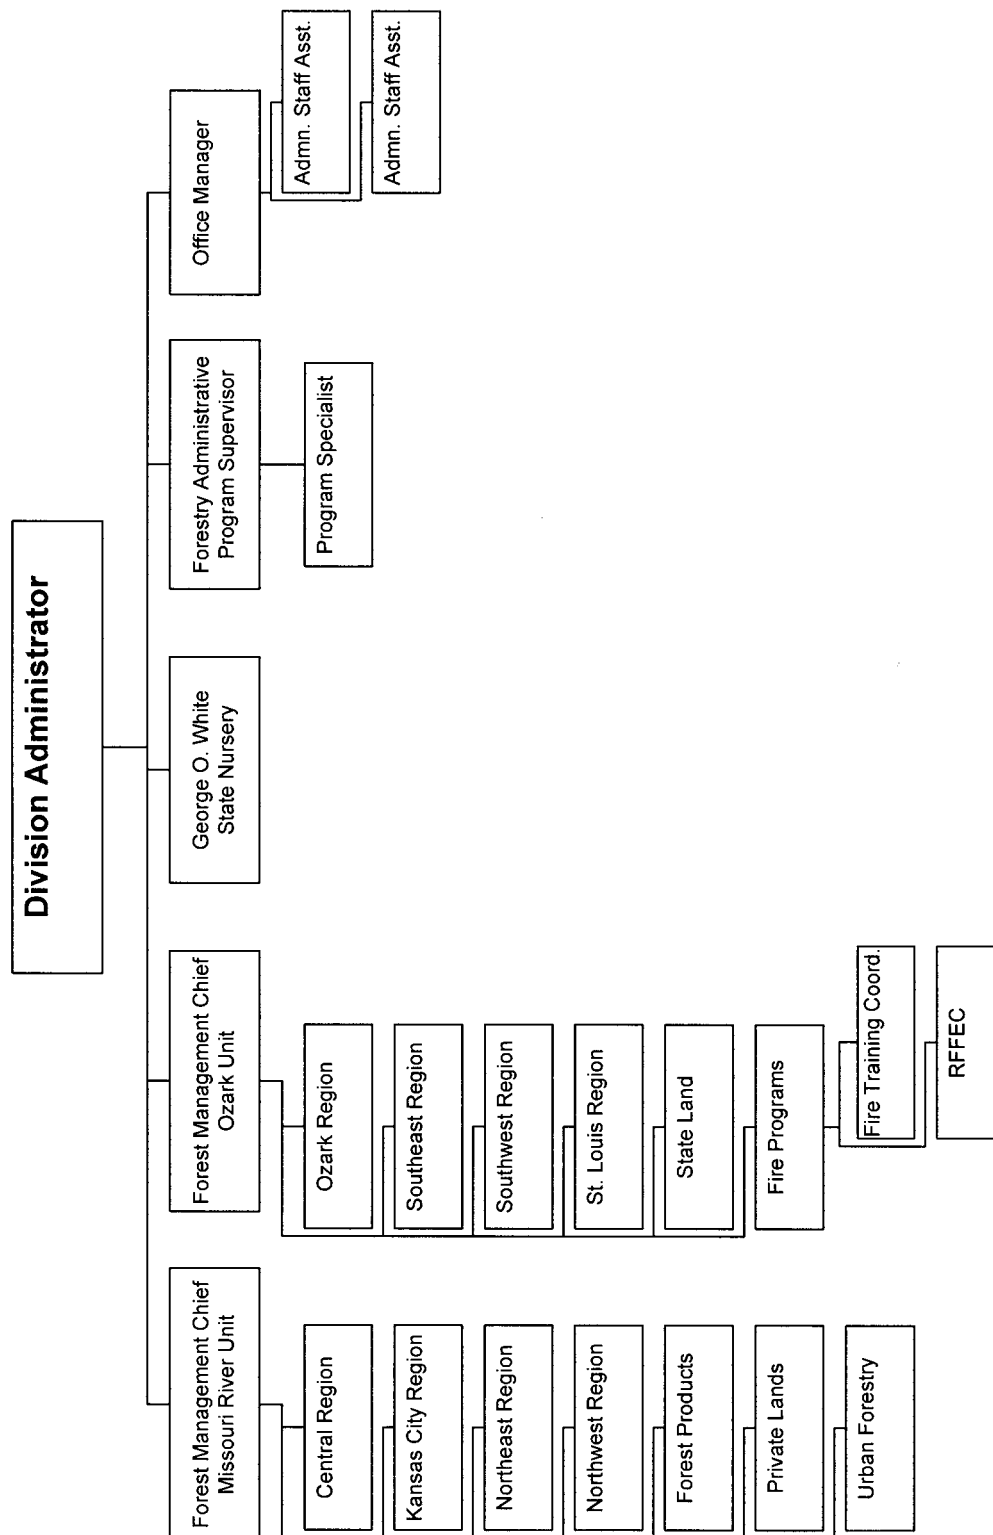 Division Administrator
Forest Management Chief
Missouri River Unit
Central Region
Kansas City Region
Northeast Region
Northwest Region
Forest Products
Private Lands
Urban Forestry
Forest Management Chief
Ozark Unit
Ozark Region
Southeast Region
Southwest Region
St. Louis Region
State Land
Fire Programs
Fire Training Coord.
RFFEC
George O. White
State Nursery
Forestry Administrative
Program Supervisor
Program Specialist
Office Manager
Admn. Staff Asst.
Admn. Staff Asst.